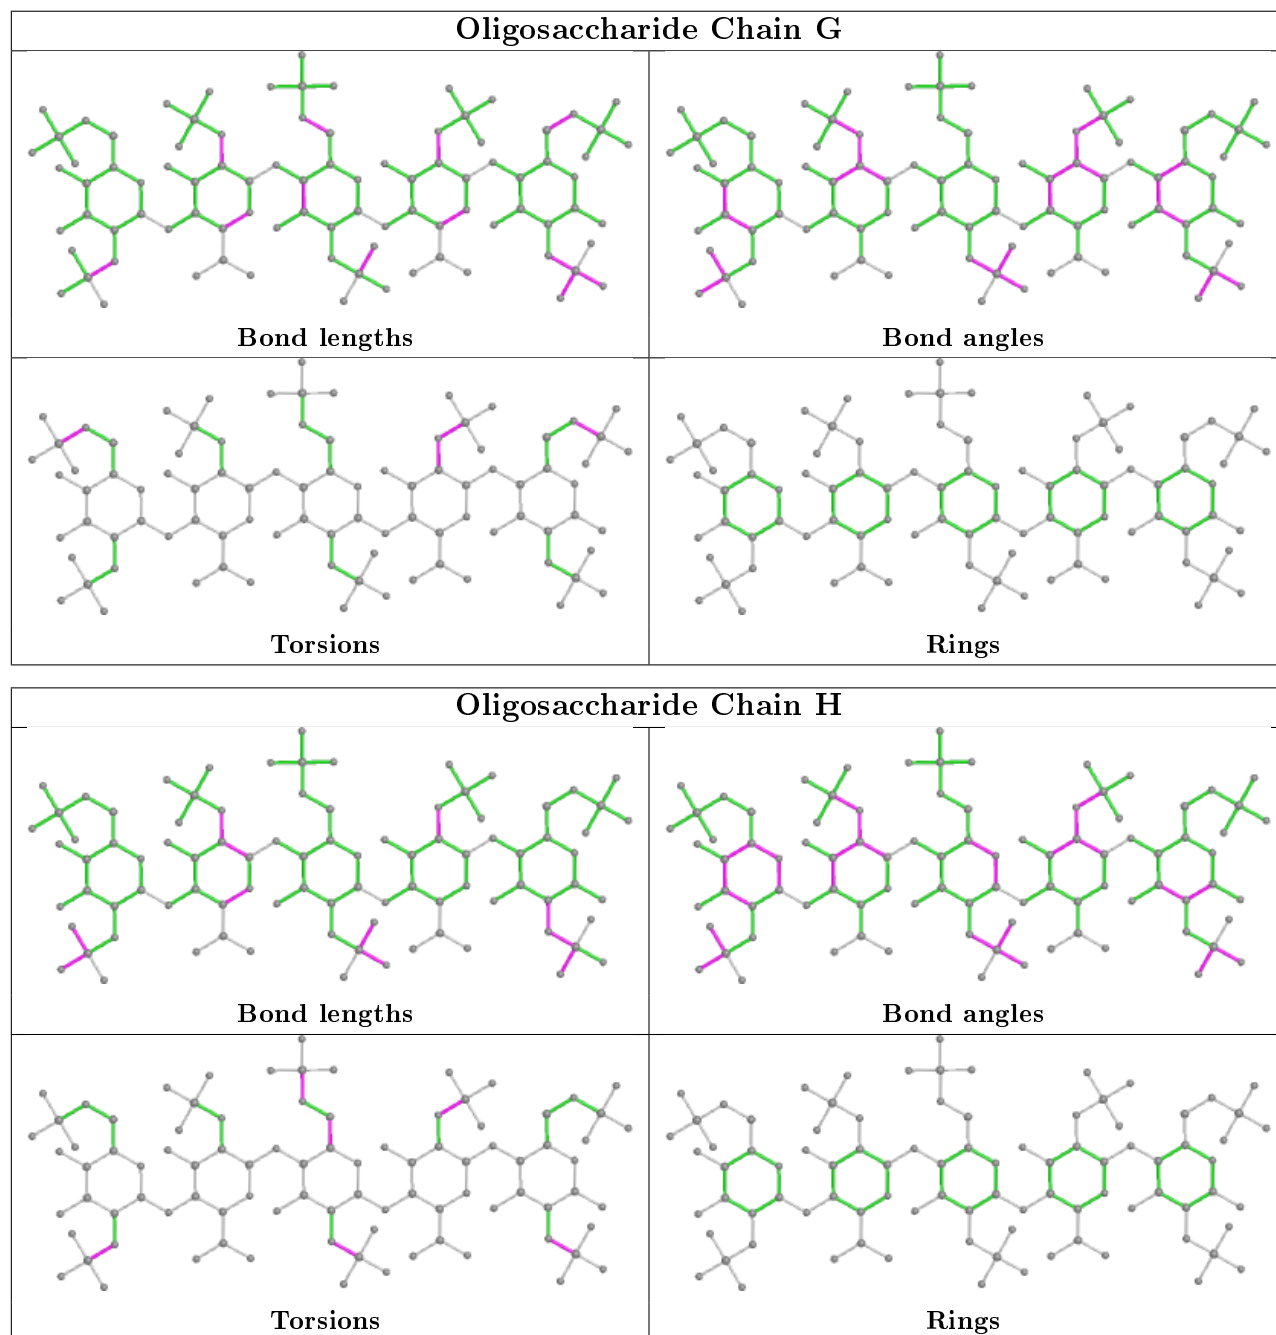 Oligosaccharide Chain G
Bond lengths
Bond angles
Torsions
Rings
Oligosaccharide Chain H
Bond lengths
Bond angles
Torsions
Rings